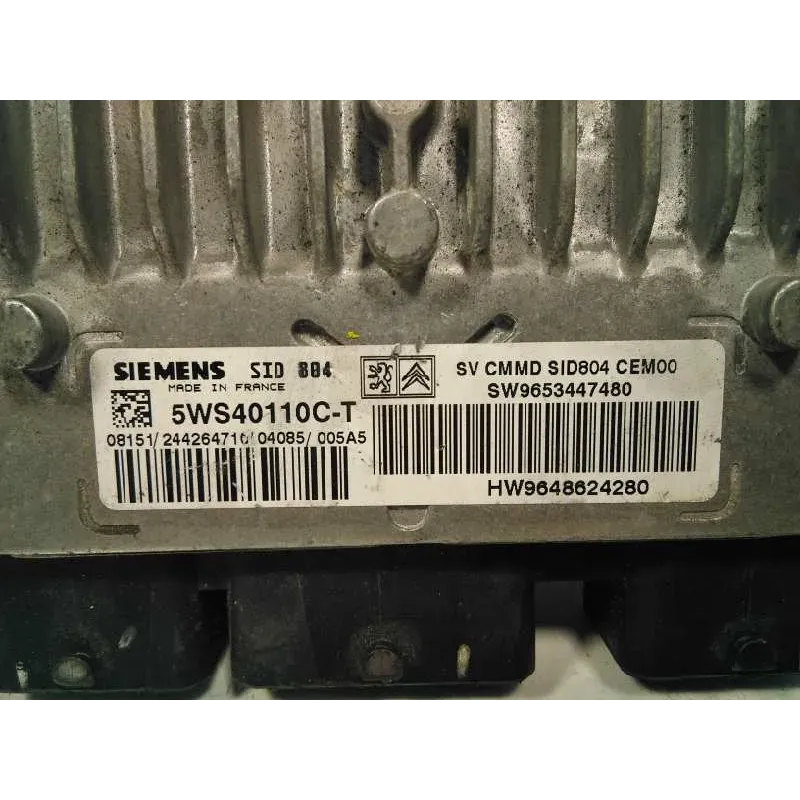 SIEMENS SID 804
MADE IN FRANCE
5WS40110C-T
08151/244264710/04085/005A5
SV CMMD SID804 CEM00
SW9653447480
HW9648624280